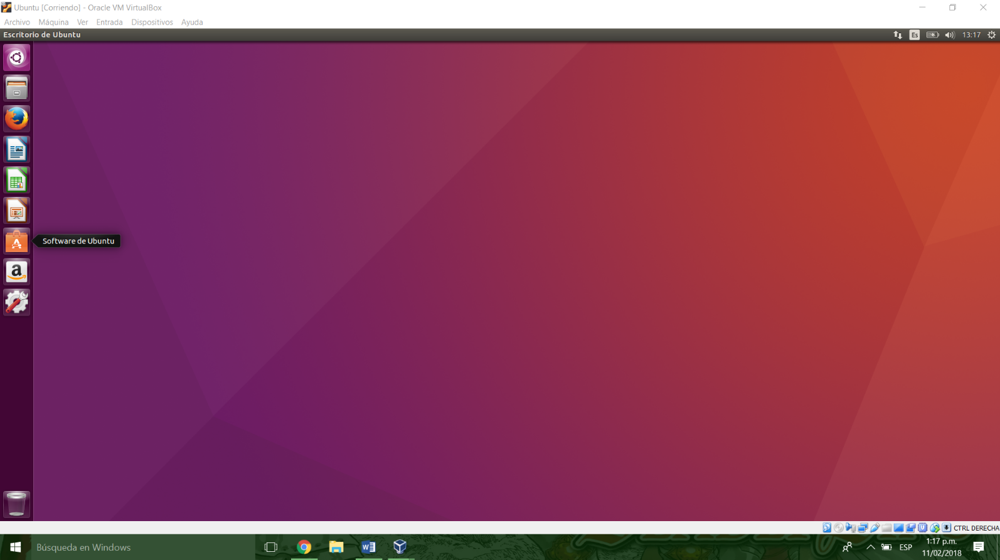 Ubuntu [Corriendo] - Oracle VM VirtualBox
Archivo Máquina Ver Entrada Dispositivos Ayuda
Escritorio de Ubuntu Es 13:17
Software de Ubuntu
a
CTRL DERECHA
Búsqueda en Windows
W
ESP
1:17 p.m.
11/02/2018